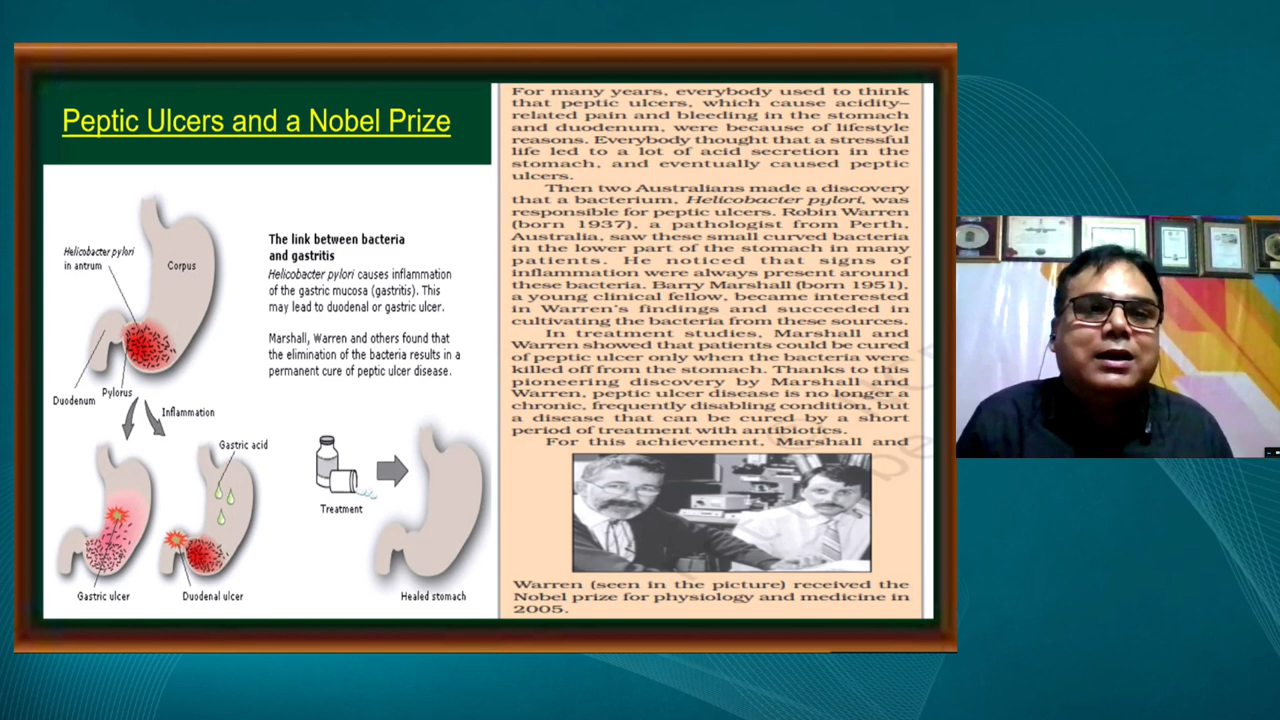 Peptic Ulcers and a Nobel Prize
Helicobacter pylori
in antrum
Corpus
Duodenum
Pylorus
Inflammation
Gastric acid
Gastric ulcer
Duodenal ulcer
The link between bacteria
and gastritis
Helicobacter pylori causes inflammation
of the gastric mucosa (gastritis). This
may lead to duodenal or gastric ulcer.
Marshall, Warren and others found that
the elimination of the bacteria results in a
permanent cure of peptic ulcer disease.
Treatment
Healed stomach
For many years, everybody used to think
that peptic ulcers, which cause acidity–
related pain and bleeding in the stomach
and duodenum, were because of lifestyle
reasons. Everybody thought that a stressful
life led to a lot of acid secretion in the
stomach, and eventually caused peptic
ulcers.
Then two Australians made a discovery
that a bacterium, Helicobacter pylori, was
responsible for peptic ulcers. Robin Warren
(born 1937), a pathologist from Perth,
Australia, saw these small curved bacteria
in the lower part of the stomach in many
patients. He noticed that signs of
inflammation were always present around
these bacteria. Barry Marshall (born 1951),
a young clinical fellow, became interested
in Warren's findings and succeeded in
cultivating the bacteria from these sources.
In treatment studies, Marshall and
Warren showed that patients could be cured
of peptic ulcer only when the bacteria were
killed off from the stomach. Thanks to this
pioneering discovery by Marshall and
Warren, peptic ulcer disease is no longer a
chronic, frequently disabling condition, but
a disease that can be cured by a short
period of treatment with antibiotics.
For this achievement, Marshall and
Warren (seen in the picture) received the
Nobel prize for physiology and medicine in
2005.